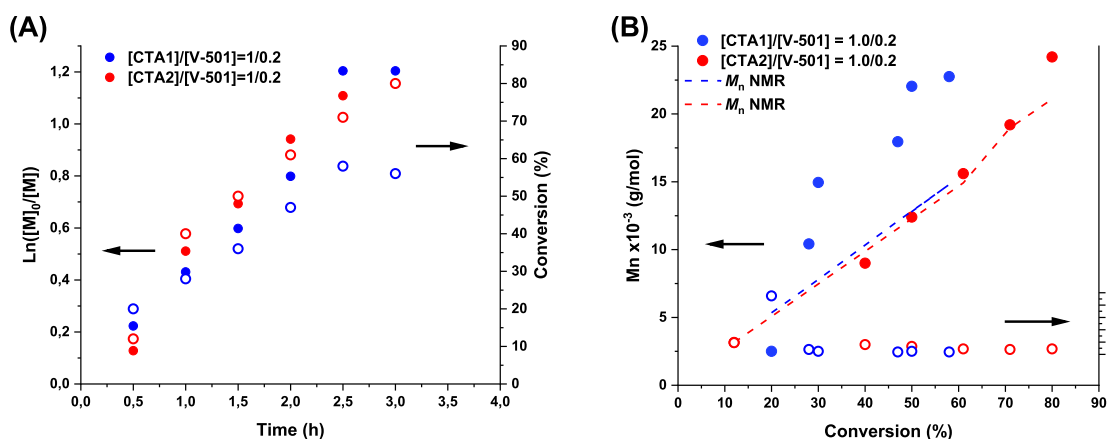 (A)
[CTA1]/[V-501]=1/0.2
[CTA2]/[V-501]=1/0.2
Ln([M]0/[M])
1,2
1,0
0,8
0,6
0,4
0,2
0,0
0,0 0,5 1,0 1,5 2,0 2,5 3,0 3,5 4,0
Time (h)
90
80
70
60
50
40
30
20
10
0
Conversion (%)
(B)
[CTA1]/[V-501] = 1.0/0.2
[CTA2]/[V-501] = 1.0/0.2
Mn NMR
Mn NMR
Mn x10⁻³ (g/mol)
25
20
15
10
5
0
0 10 20 30 40 50 60 70 80 90
Conversion (%)